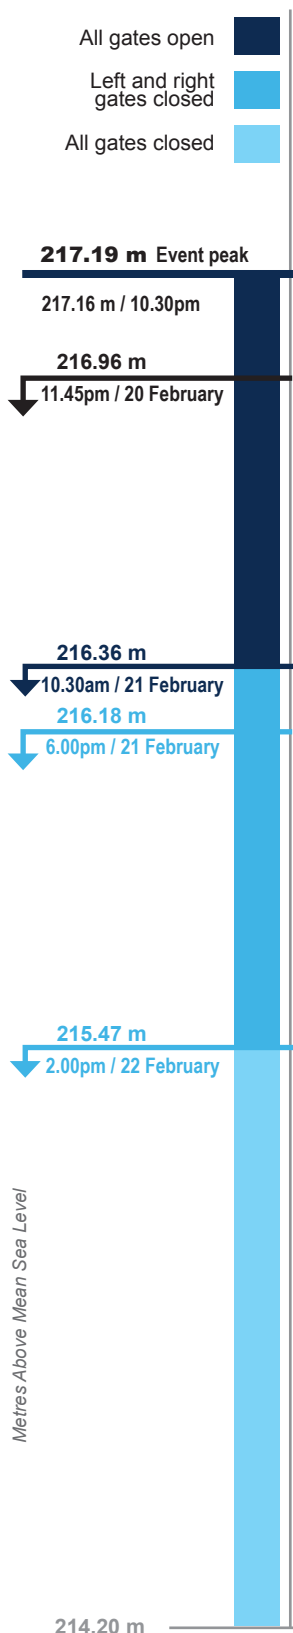 All gates open
Left and right
gates closed
All gates closed
217.19 m Event peak
217.16 m / 10.30pm
216.96 m
11.45pm / 20 February
216.36 m
10.30am / 21 February
216.18 m
6.00pm / 21 February
215.47 m
2.00pm / 22 February
Metres Above Mean Sea Level
214.20 m